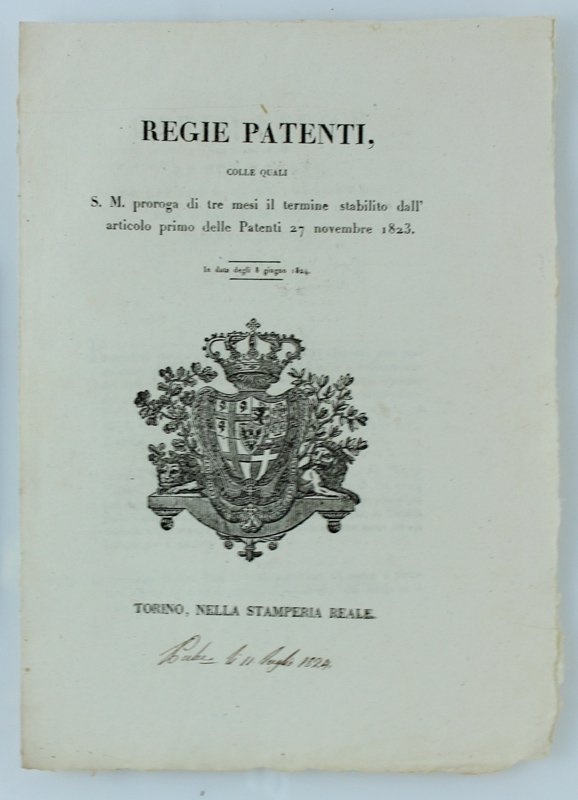 REGIE PATENTI,
COLLE QUALI
S. M. proroga di tre mesi il termine stabilito dall'
articolo primo delle Patenti 27 novembre 1823.
In data degli 8 giugno 1824.
TORINO, NELLA STAMPERIA REALE.
li 11 luglio 1824